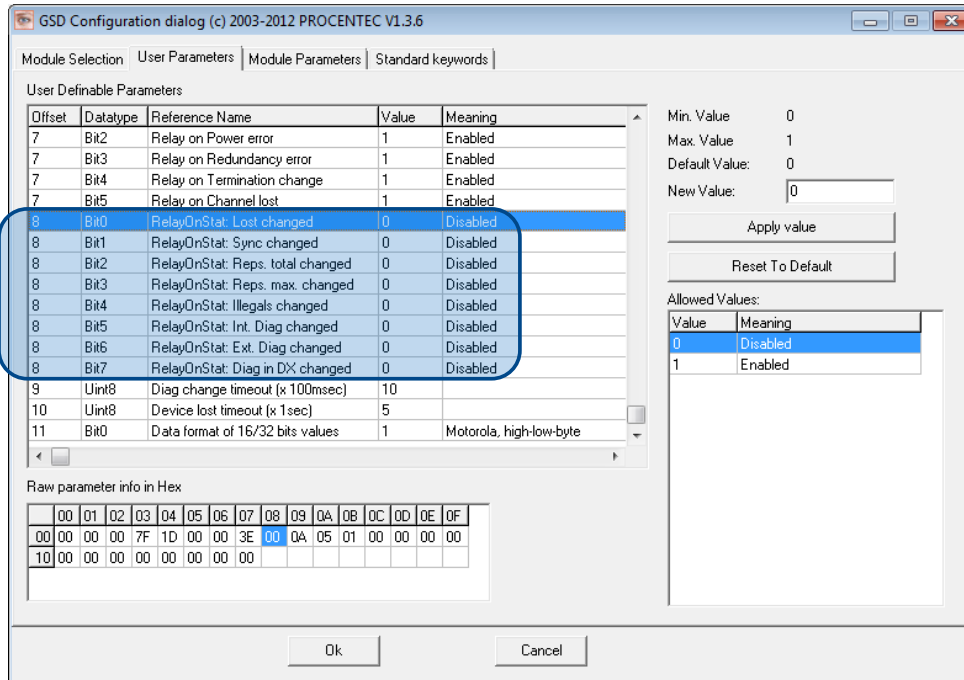 GSD Configuration dialog (c) 2003-2012 PROCENTEC V1.3.6
Module Selection User Parameters Module Parameters Standard keywords
User Definable Parameters
Offset Datatype Reference Name Value Meaning
7 Bit2 Relay on Power error 1 Enabled
7 Bit3 Relay on Redundancy error 1 Enabled
7 Bit4 Relay on Termination change 1 Enabled
7 Bit5 Relay on Channel lost 1 Enabled
8 Bit0 RelayOnStat: Lost changed 0 Disabled
8 Bit1 RelayOnStat: Sync changed 0 Disabled
8 Bit2 RelayOnStat: Reps. total changed 0 Disabled
8 Bit3 RelayOnStat: Reps. max. changed 0 Disabled
8 Bit4 RelayOnStat: Illegals changed 0 Disabled
8 Bit5 RelayOnStat: Int. Diag changed 0 Disabled
8 Bit6 RelayOnStat: Ext. Diag changed 0 Disabled
8 Bit7 RelayOnStat: Diag in DX changed 0 Disabled
9 Uint8 Diag change timeout (x 100msec) 10
10 Uint8 Device lost timeout (x 1sec) 5
11 Bit0 Data format of 16/32 bits values 1 Motorola, high-low-byte
Min. Value 0
Max. Value 1
Default Value: 0
New Value: 0
Apply value
Reset To Default
Allowed Values:
Value Meaning
0 Disabled
1 Enabled
Raw parameter info in Hex
00 01 02 03 04 05 06 07 08 09 0A 0B 0C 0D 0E 0F
00 00 00 00 7F 1D 00 00 3E 00 0A 05 01 00 00 00 00
10 00 00 00 00 00 00 00 00
Ok Cancel